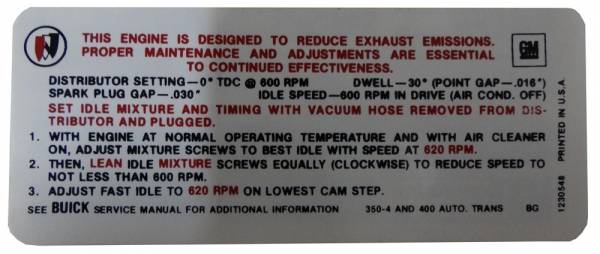 THIS ENGINE IS DESIGNED TO REDUCE EXHAUST EMISSIONS.
PROPER MAINTENANCE AND ADJUSTMENTS ARE ESSENTIAL
TO CONTINUED EFFECTIVENESS.
GM
DISTRIBUTOR SETTING—0° TDC @ 600 RPM DWELL—30° (POINT GAP—.016")
SPARK PLUG GAP—.030" IDLE SPEED—600 RPM IN DRIVE (AIR COND. OFF)
SET IDLE MIXTURE AND TIMING WITH VACUUM HOSE REMOVED FROM DIS-
TRIBUTOR AND PLUGGED.
1. WITH ENGINE AT NORMAL OPERATING TEMPERATURE AND WITH AIR CLEANER
ON, ADJUST MIXTURE SCREWS TO BEST IDLE WITH SPEED AT 620 RPM.
2. THEN, LEAN IDLE MIXTURE SCREWS EQUALLY (CLOCKWISE) TO REDUCE SPEED TO
NOT LESS THAN 600 RPM.
3. ADJUST FAST IDLE TO 620 RPM ON LOWEST CAM STEP.
SEE BUICK SERVICE MANUAL FOR ADDITIONAL INFORMATION 350-4 AND 400 AUTO. TRANS BG
1230548 PRINTED IN U.S.A.